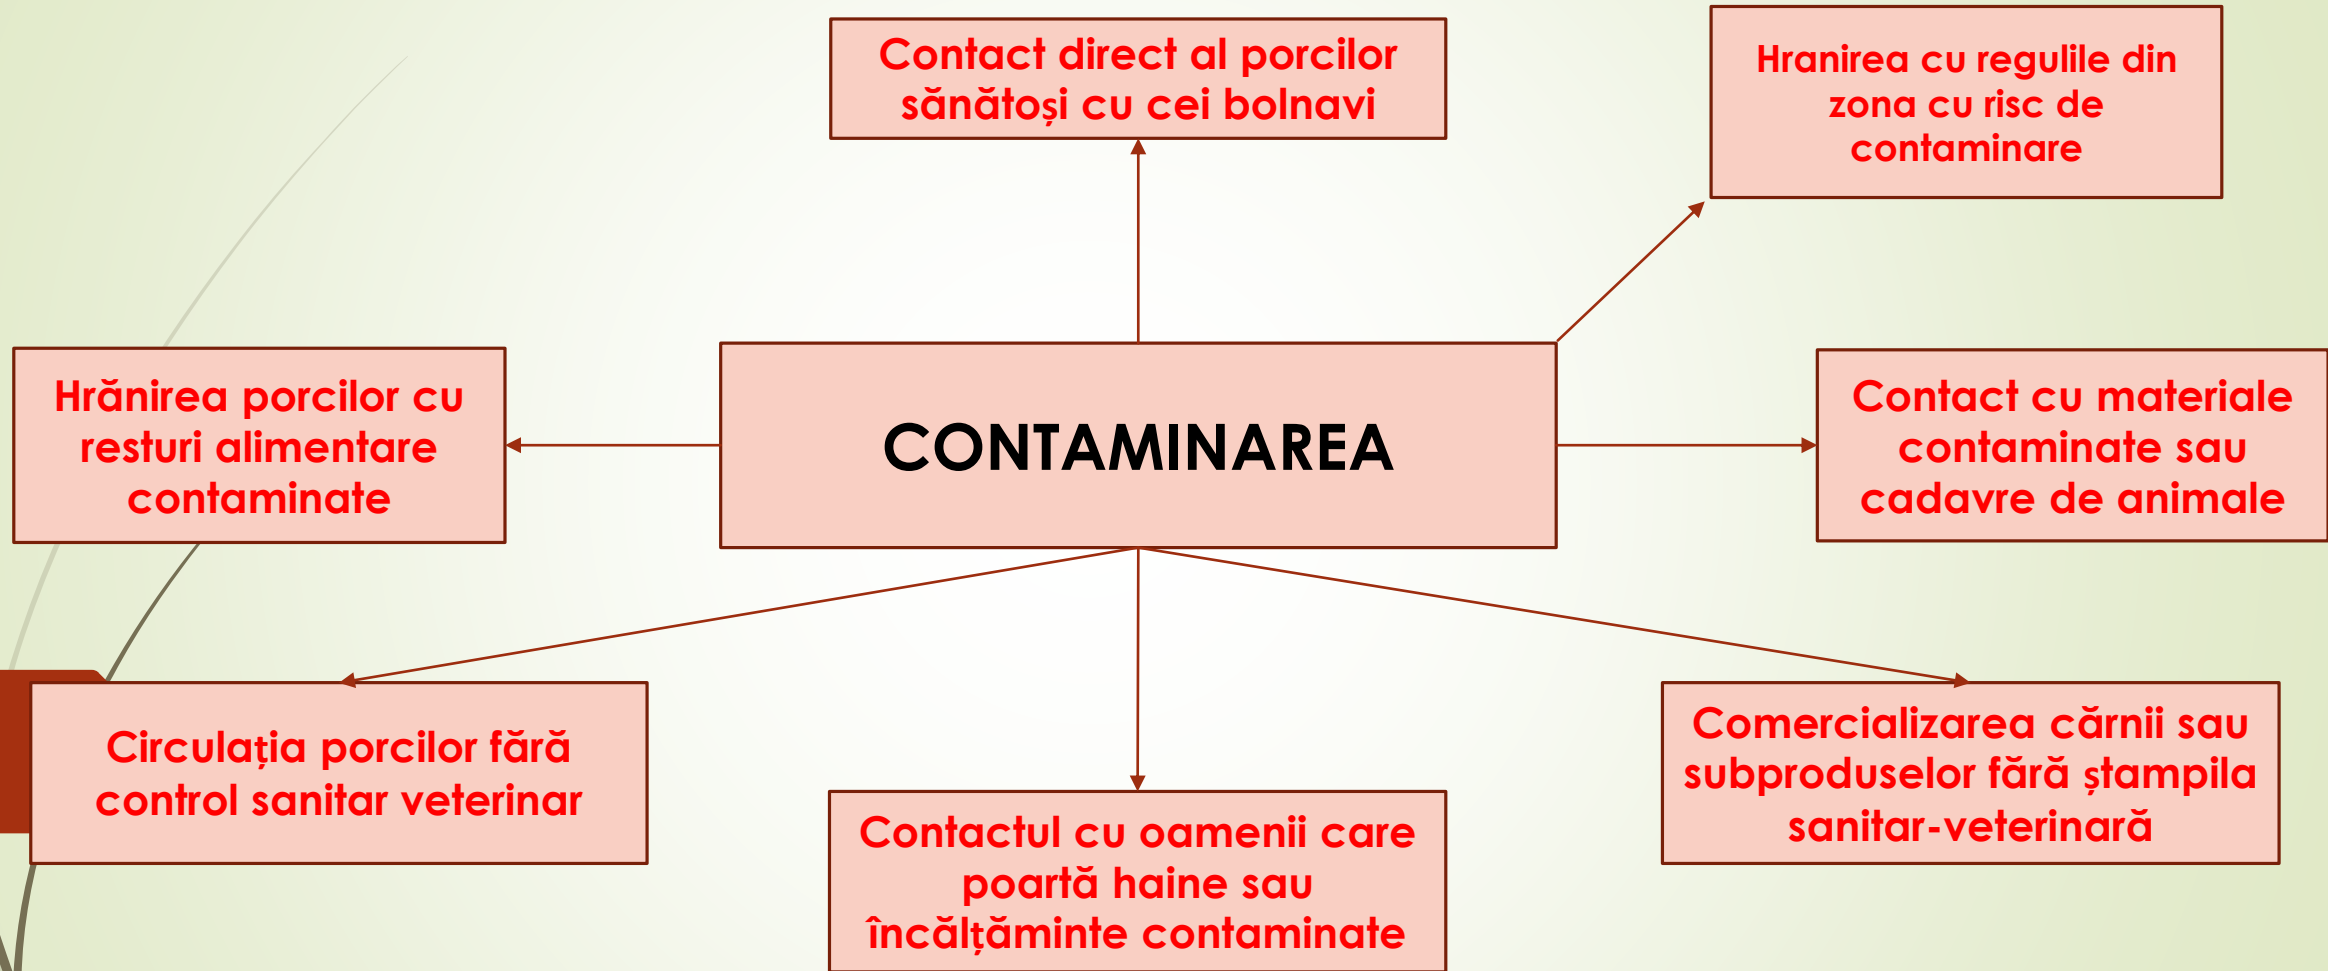 Contact direct al porcilor
sănătoși cu cei bolnavi
Hranirea cu regulile din
zona cu risc de
contaminare
Hrănirea porcilor cu
resturi alimentare
contaminate
CONTAMINAREA
Contact cu materiale
contaminate sau
cadavre de animale
Circulația porcilor fără
control sanitar veterinar
Contactul cu oamenii care
poartă haine sau
încălțăminte contaminate
Comercializarea cărnii sau
subproduselor fără ștampila
sanitar-veterinară